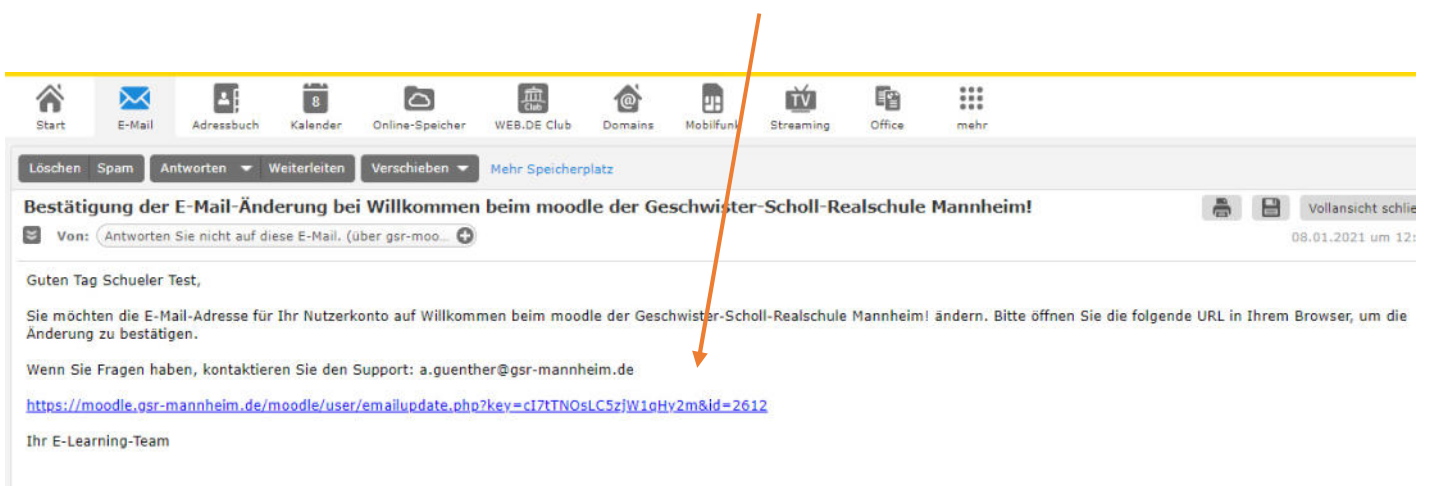 Start E-Mail Adressbuch Kalender Online-Speicher WEB.DE Club Domains Mobilfunk Streaming Office mehr
Löschen Spam Antworten Weiterleiten Verschieben Mehr Speicherplatz
Bestätigung der E-Mail-Änderung bei Willkommen beim moodle der Geschwister-Scholl-Realschule Mannheim!
Vollansicht schlie
Von: Antworten Sie nicht auf diese E-Mail. (über gsr-moo...
08.01.2021 um 12:
Guten Tag Schueler Test,
Sie möchten die E-Mail-Adresse für Ihr Nutzerkonto auf Willkommen beim moodle der Geschwister-Scholl-Realschule Mannheim! ändern. Bitte öffnen Sie die folgende URL in Ihrem Browser, um die
Änderung zu bestätigen.
Wenn Sie Fragen haben, kontaktieren Sie den Support: a.guenther@gsr-mannheim.de
https://moodle.gsr-mannheim.de/moodle/user/emailupdate.php?key=cI7tTNOsLC5zjW1qHy2m&id=2612
Ihr E-Learning-Team